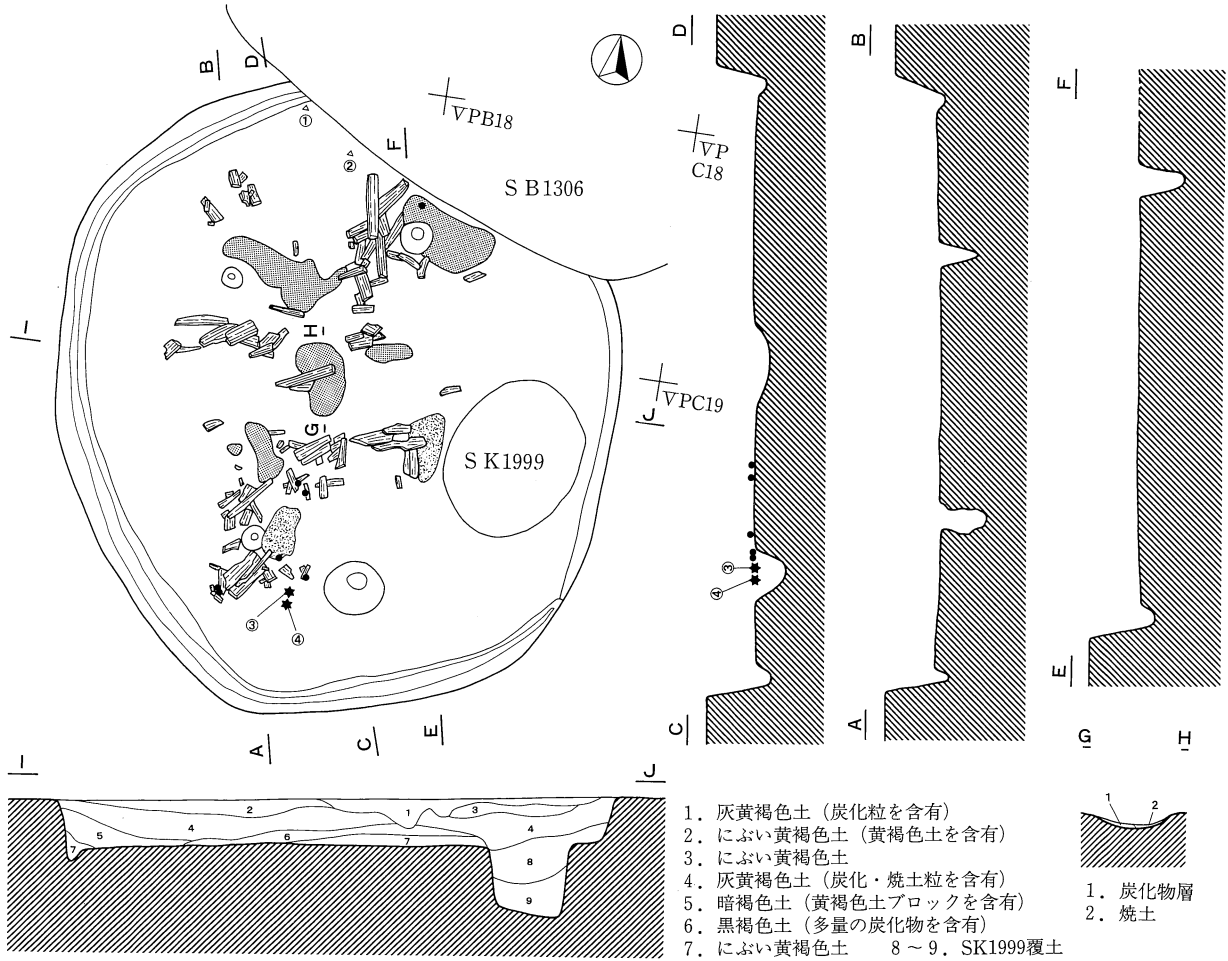 B
D
①
②
F
VPB18
VP
C18
SB1306
I
H
G
J
VPC19
SK1999
③
④
A
C
E
D
③
④
C
B
A
F
E
I
J
1
2
3
4
4
5
6
7
7
8
9
G
H
1
2
1. 灰黄褐色土（炭化粒を含有）
2. にぶい黄褐色土（黄褐色土を含有）
3. にぶい黄褐色土
4. 灰黄褐色土（炭化・焼土粒を含有）
5. 暗褐色土（黄褐色土ブロックを含有）
6. 黒褐色土（多量の炭化物を含有）
7. にぶい黄褐色土　8～9. SK1999覆土
1. 炭化物層
2. 焼土